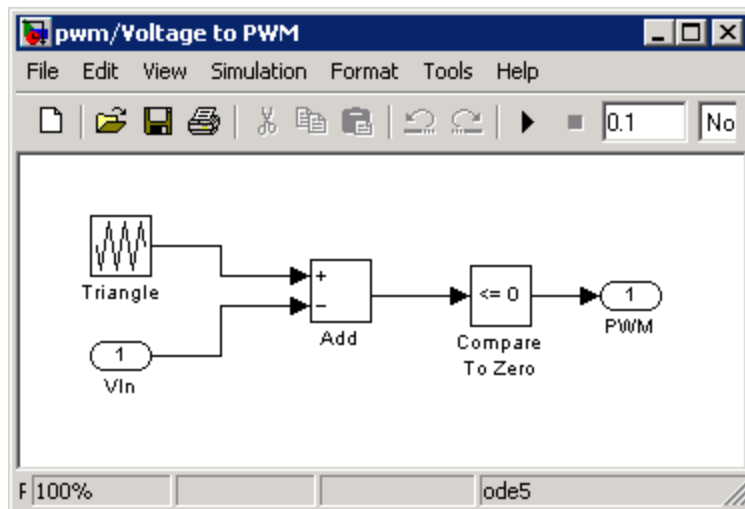 pwm/Voltage to PWM
File Edit View Simulation Format Tools Help
0.1 No
Triangle
1
VIn
+
−
Add
<= 0
Compare
To Zero
1
PWM
F 100% ode5